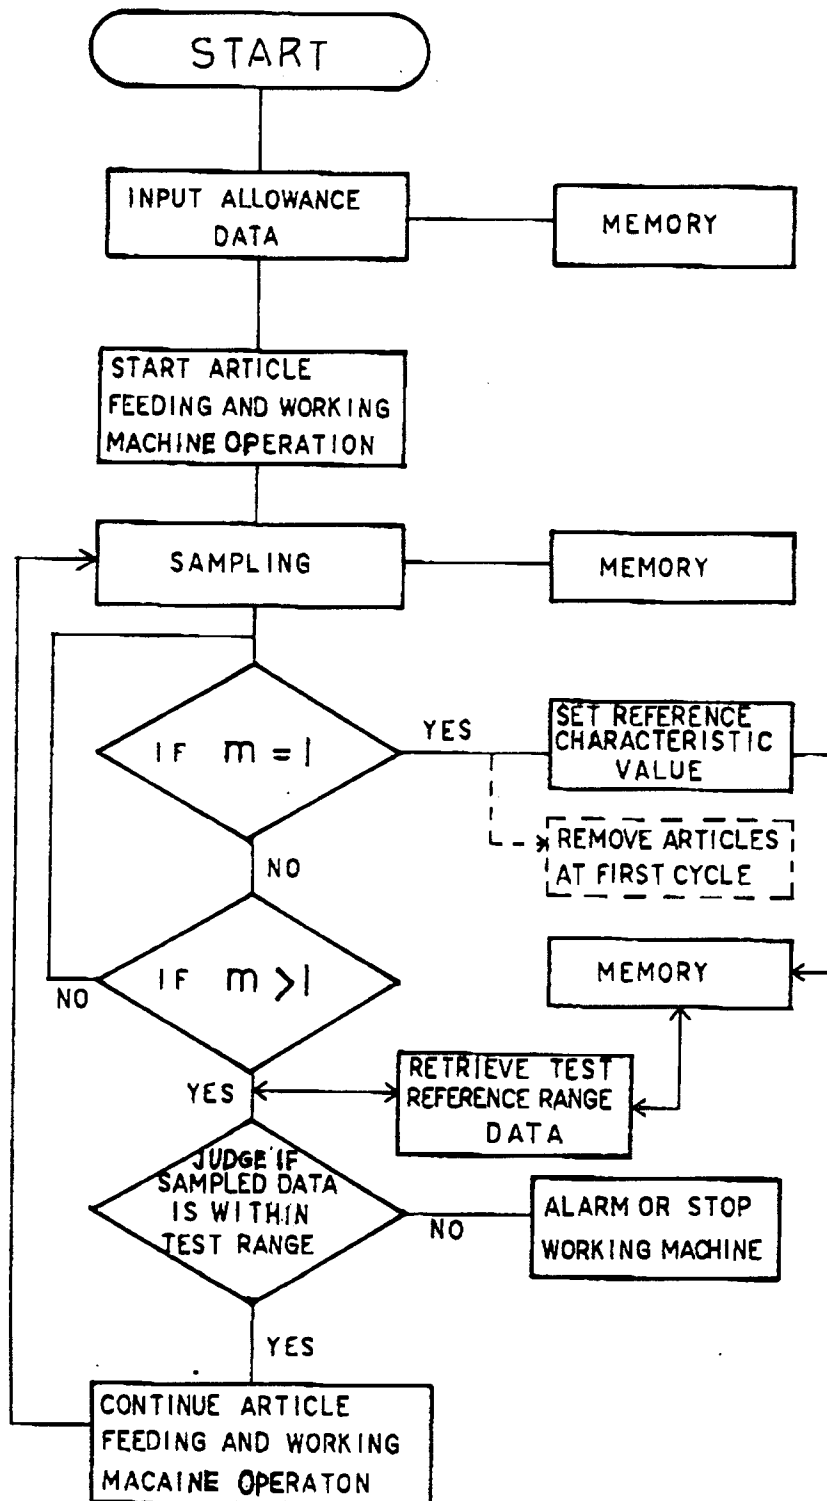 START
INPUT ALLOWANCE
DATA
MEMORY
START ARTICLE
FEEDING AND WORKING
MACHINE OPERATION
SAMPLING
MEMORY
IF m = 1
YES
SET REFERENCE
CHARACTERISTIC
VALUE
REMOVE ARTICLES
AT FIRST CYCLE
NO
IF m > 1
NO
MEMORY
YES
RETRIEVE TEST
REFERENCE RANGE
DATA
JUDGE IF
SAMPLED DATA
IS WITHIN
TEST RANGE
NO
ALARM OR STOP
WORKING MACHINE
YES
CONTINUE ARTICLE
FEEDING AND WORKING
MACAINE OPERATON